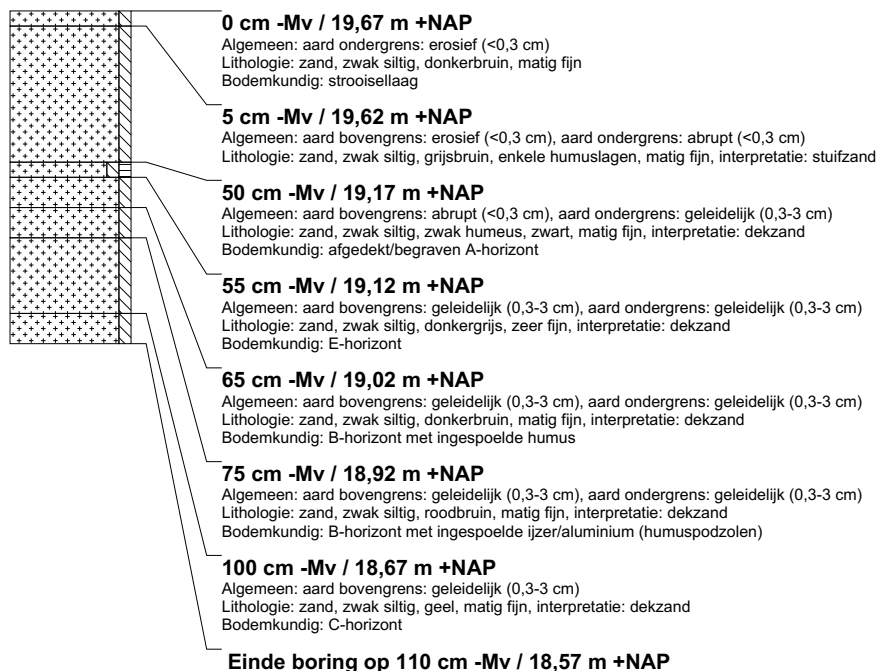 0 cm -Mv / 19,67 m +NAP
Algemeen: aard ondergrens: erosief (<0,3 cm)
Lithologie: zand, zwak siltig, donkerbruin, matig fijn
Bodemkundig: strooisellaag
5 cm -Mv / 19,62 m +NAP
Algemeen: aard bovengrens: erosief (<0,3 cm), aard ondergrens: abrupt (<0,3 cm)
Lithologie: zand, zwak siltig, grijsbruin, enkele humuslagen, matig fijn, interpretatie: stuifzand
50 cm -Mv / 19,17 m +NAP
Algemeen: aard bovengrens: abrupt (<0,3 cm), aard ondergrens: geleidelijk (0,3-3 cm)
Lithologie: zand, zwak siltig, zwak humeus, zwart, matig fijn, interpretatie: dekzand
Bodemkundig: afgedekt/begraven A-horizont
55 cm -Mv / 19,12 m +NAP
Algemeen: aard bovengrens: geleidelijk (0,3-3 cm), aard ondergrens: geleidelijk (0,3-3 cm)
Lithologie: zand, zwak siltig, donkergrijs, zeer fijn, interpretatie: dekzand
Bodemkundig: E-horizont
65 cm -Mv / 19,02 m +NAP
Algemeen: aard bovengrens: geleidelijk (0,3-3 cm), aard ondergrens: geleidelijk (0,3-3 cm)
Lithologie: zand, zwak siltig, donkerbruin, matig fijn, interpretatie: dekzand
Bodemkundig: B-horizont met ingespoelde humus
75 cm -Mv / 18,92 m +NAP
Algemeen: aard bovengrens: geleidelijk (0,3-3 cm), aard ondergrens: geleidelijk (0,3-3 cm)
Lithologie: zand, zwak siltig, roodbruin, matig fijn, interpretatie: dekzand
Bodemkundig: B-horizont met ingespoelde ijzer/aluminium (humuspodzolen)
100 cm -Mv / 18,67 m +NAP
Algemeen: aard bovengrens: geleidelijk (0,3-3 cm)
Lithologie: zand, zwak siltig, geel, matig fijn, interpretatie: dekzand
Bodemkundig: C-horizont
Einde boring op 110 cm -Mv / 18,57 m +NAP